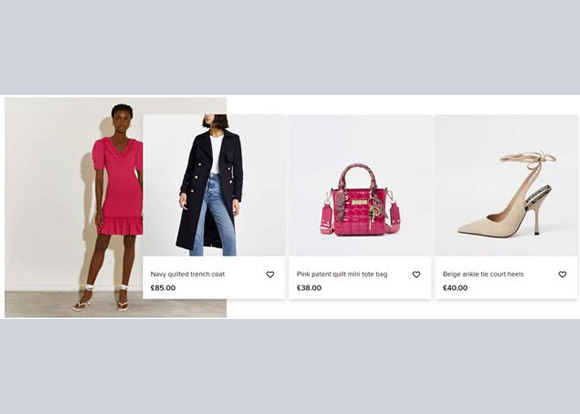 Navy quilted trench coat
£85.00
Pink patent quilt mini tote bag
£38.00
Beige ankle tie court heels
£40.00